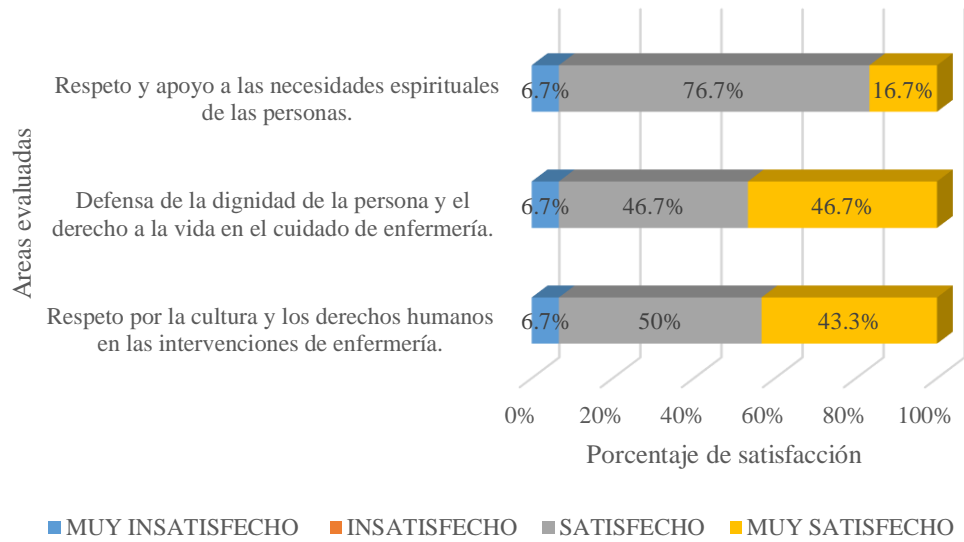 Areas evaluadas
Respeto y apoyo a las necesidades espirituales
de las personas.
6.7% 76.7% 16.7%
Defensa de la dignidad de la persona y el
derecho a la vida en el cuidado de enfermería.
6.7% 46.7% 46.7%
Respeto por la cultura y los derechos humanos
en las intervenciones de enfermería.
6.7% 50% 43.3%
0% 20% 40% 60% 80% 100%
Porcentaje de satisfacción
MUY INSATISFECHO INSATISFECHO SATISFECHO MUY SATISFECHO